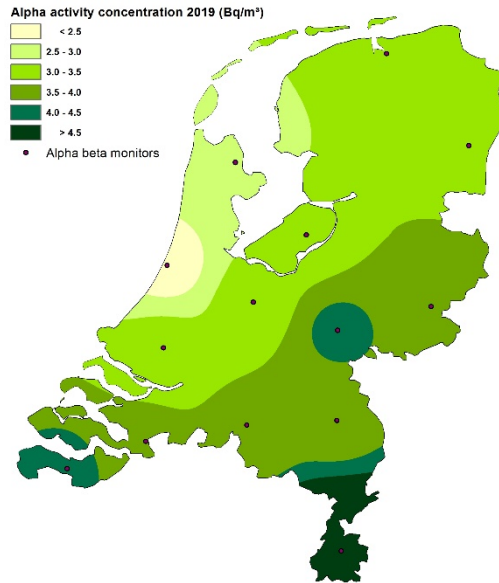 Alpha activity concentration 2019 (Bq/m³)
< 2.5
2.5 - 3.0
3.0 - 3.5
3.5 - 4.0
4.0 - 4.5
> 4.5
Alpha beta monitors